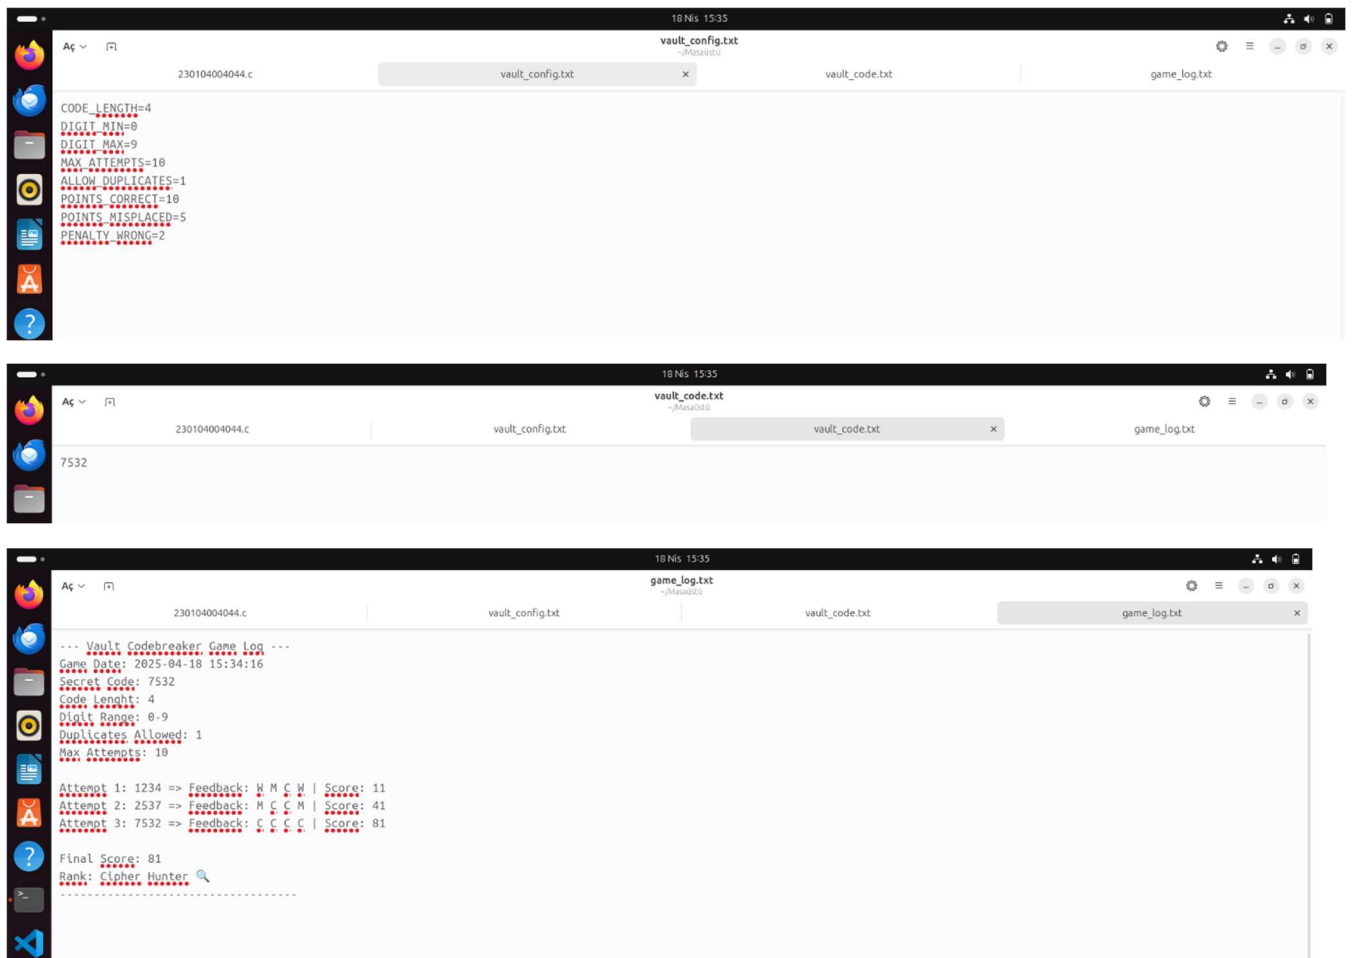 18 Nis 15:35
Aç
vault_config.txt
~/Masaüstü
230104004044.c
vault_config.txt
vault_code.txt
game_log.txt
CODE_LENGTH=4
DIGIT_MIN=0
DIGIT_MAX=9
MAX_ATTEMPTS=10
ALLOW_DUPLICATES=1
POINTS_CORRECT=10
POINTS_MISPLACED=5
PENALTY_WRONG=2
18 Nis 15:35
Aç
vault_code.txt
~/Masaüstü
230104004044.c
vault_config.txt
vault_code.txt
game_log.txt
7532
18 Nis 15:35
Aç
game_log.txt
~/Masaüstü
230104004044.c
vault_config.txt
vault_code.txt
game_log.txt
--- Vault Codebreaker Game Log ---
Game Date: 2025-04-18 15:34:16
Secret Code: 7532
Code Lenght: 4
Digit Range: 0-9
Duplicates Allowed: 1
Max Attempts: 10
Attempt 1: 1234 => Feedback: W M C W | Score: 11
Attempt 2: 2537 => Feedback: M C C M | Score: 41
Attempt 3: 7532 => Feedback: C C C C | Score: 81
Final Score: 81
Rank: Cipher Hunter 🔍
-----------------------------------